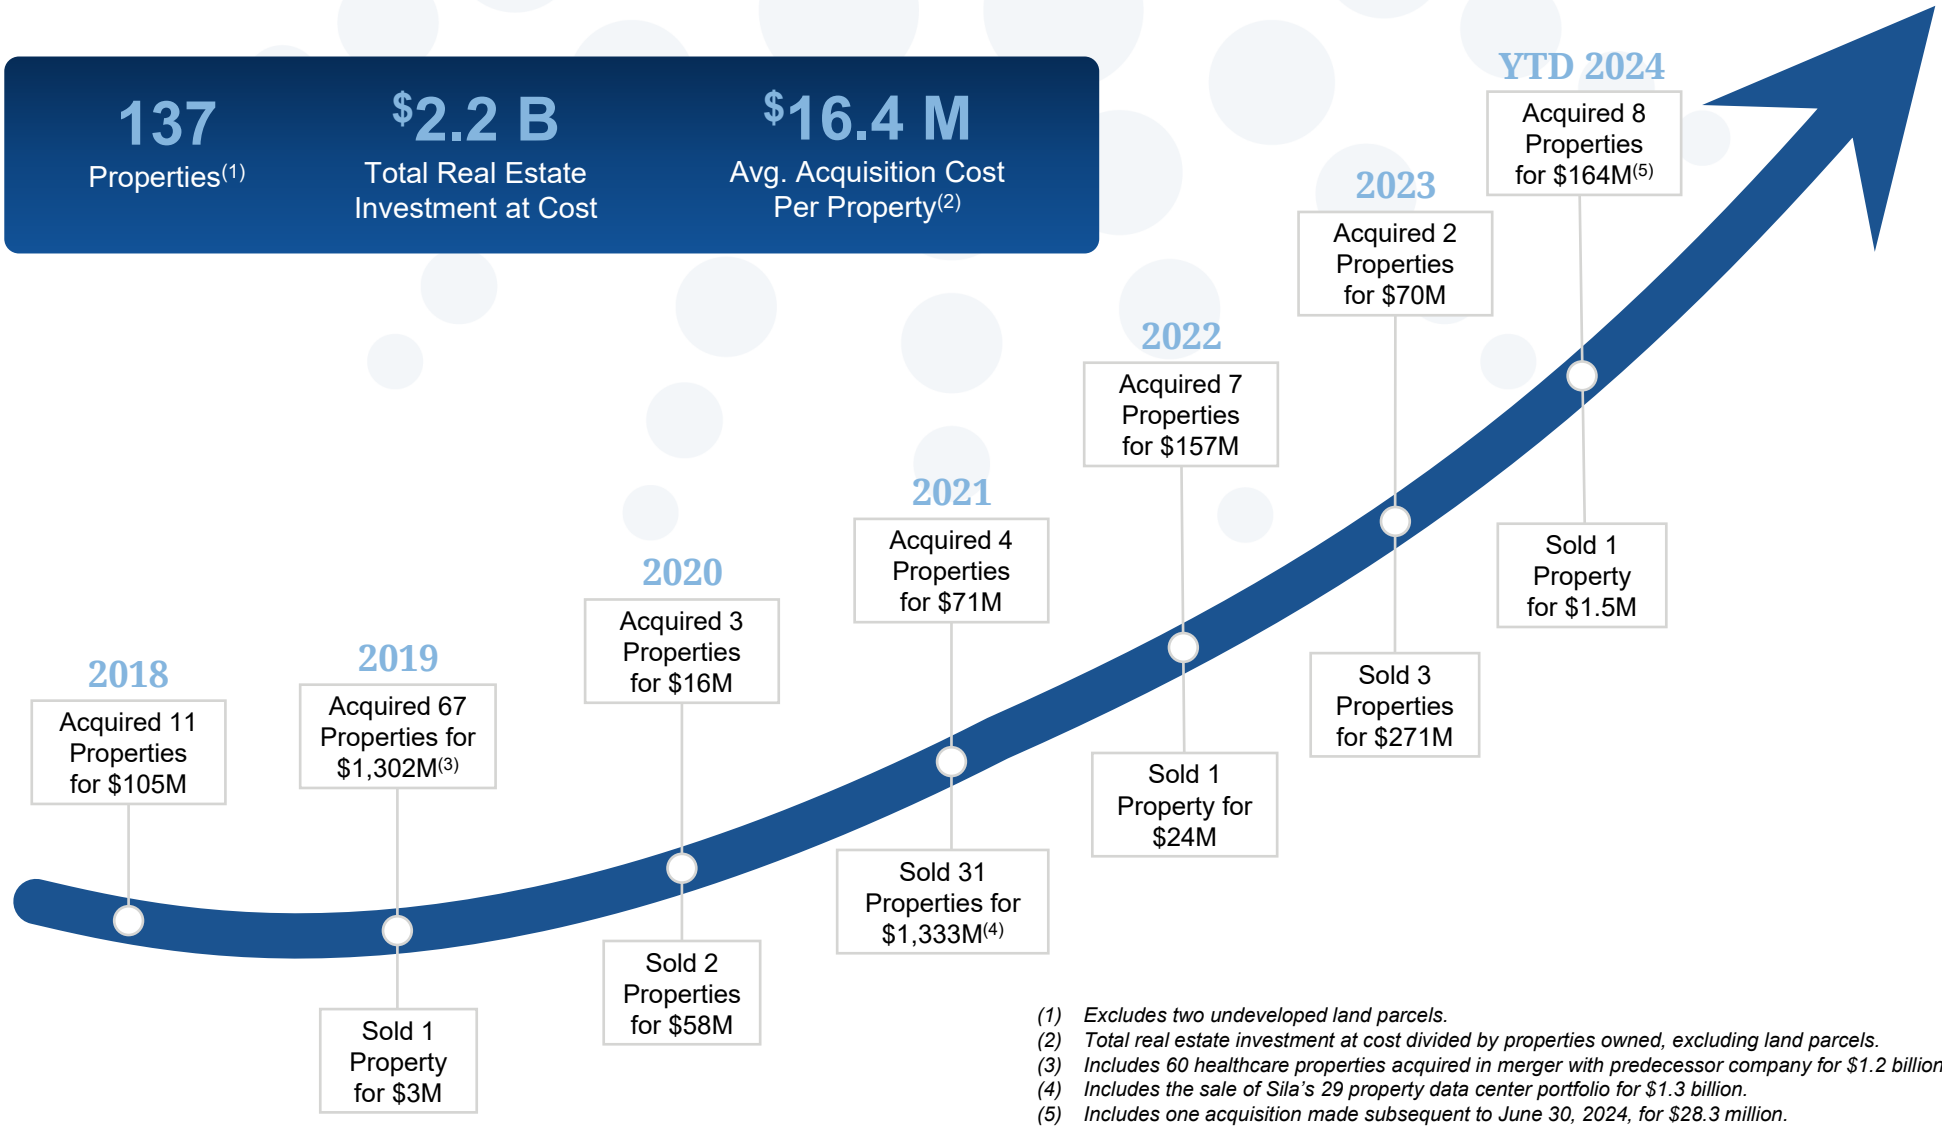 137
Properties(1)
$2.2 B
Total Real Estate
Investment at Cost
$16.4 M
Avg. Acquisition Cost
Per Property(2)
2018
Acquired 11
Properties
for $105M
2019
Acquired 67
Properties for
$1,302M(3)
Sold 1
Property
for $3M
2020
Acquired 3
Properties
for $16M
Sold 2
Properties
for $58M
2021
Acquired 4
Properties
for $71M
Sold 31
Properties for
$1,333M(4)
2022
Acquired 7
Properties
for $157M
Sold 1
Property for
$24M
2023
Acquired 2
Properties
for $70M
Sold 3
Properties
for $271M
YTD 2024
Acquired 8
Properties
for $164M(5)
Sold 1
Property
for $1.5M
(1) Excludes two undeveloped land parcels.
(2) Total real estate investment at cost divided by properties owned, excluding land parcels.
(3) Includes 60 healthcare properties acquired in merger with predecessor company for $1.2 billion
(4) Includes the sale of Sila's 29 property data center portfolio for $1.3 billion.
(5) Includes one acquisition made subsequent to June 30, 2024, for $28.3 million.